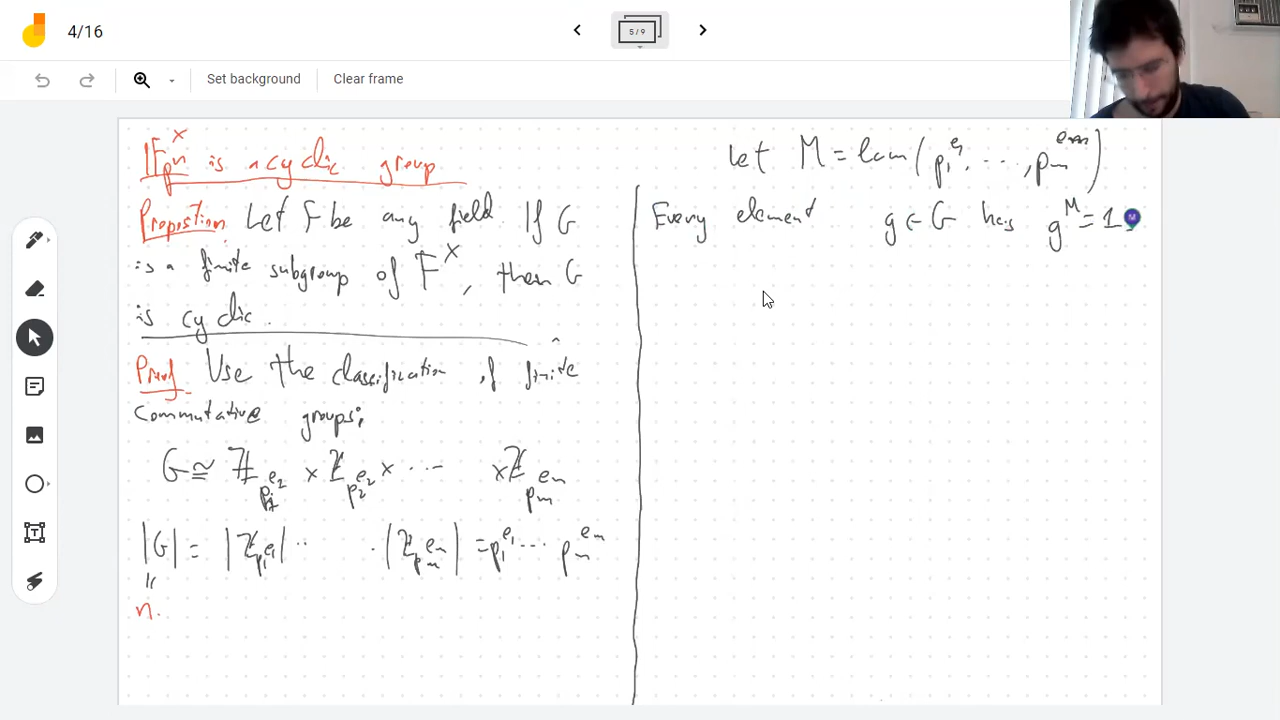 4/16
5/9
Set background
Clear frame
𝔽ₚₙ^× is a cyclic group
Propostion Let F be any field. If G
is a finite subgroup of F^×, then G
is cyclic.
Proof Use the classification of finite
commutative groups:
G ≅ ℤ_{p_1^{e_2}} × ℤ_{p_2^{e_2}} × ⋯ × ℤ_{p_m^{e_m}}
|G| = |ℤ_{p_1^{e_1}}| ⋯ |ℤ_{p_m^{e_m}}| = p_1^{e_1} ⋯ p_m^{e_m}
n.
Let M = lcm(p_1^{e_1}, ⋯, p_m^{e_m})
Every element g ∈ G has g^M = 1
M